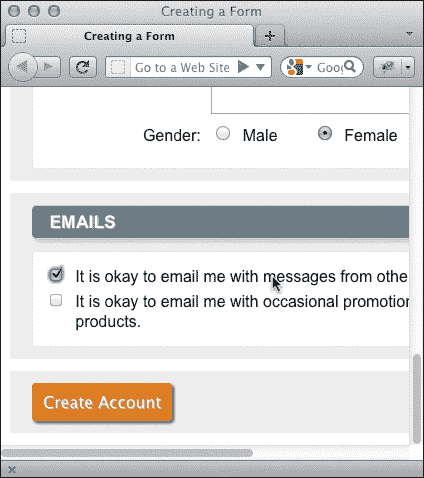 Creating a Form
Creating a Form
Go to a Web Site
Goog
Gender: Male Female
EMAILS
It is okay to email me with messages from othe
It is okay to email me with occasional promotion
products.
Create Account